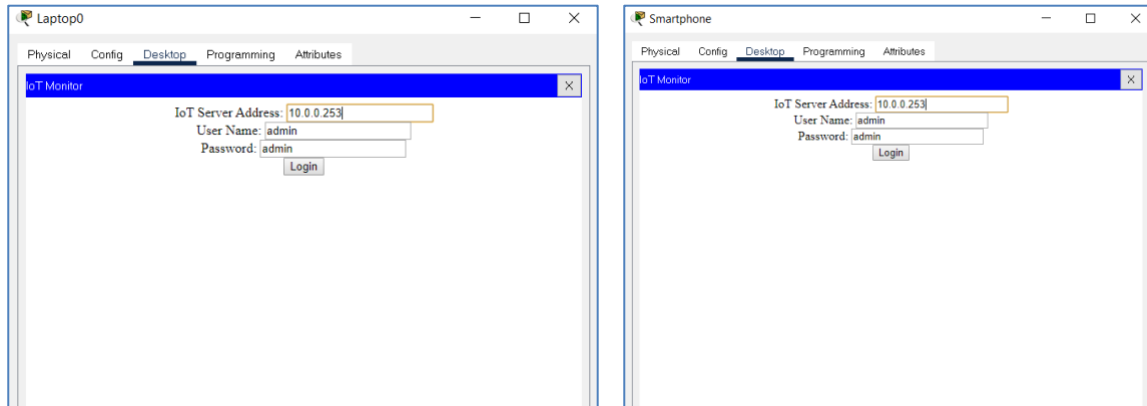 Laptop0
Physical Config Desktop Programming Attributes
IoT Monitor X
IoT Server Address: 10.0.0.253
User Name: admin
Password: admin
Login
Smartphone
Physical Config Desktop Programming Attributes
IoT Monitor X
IoT Server Address: 10.0.0.253
User Name: admin
Password: admin
Login